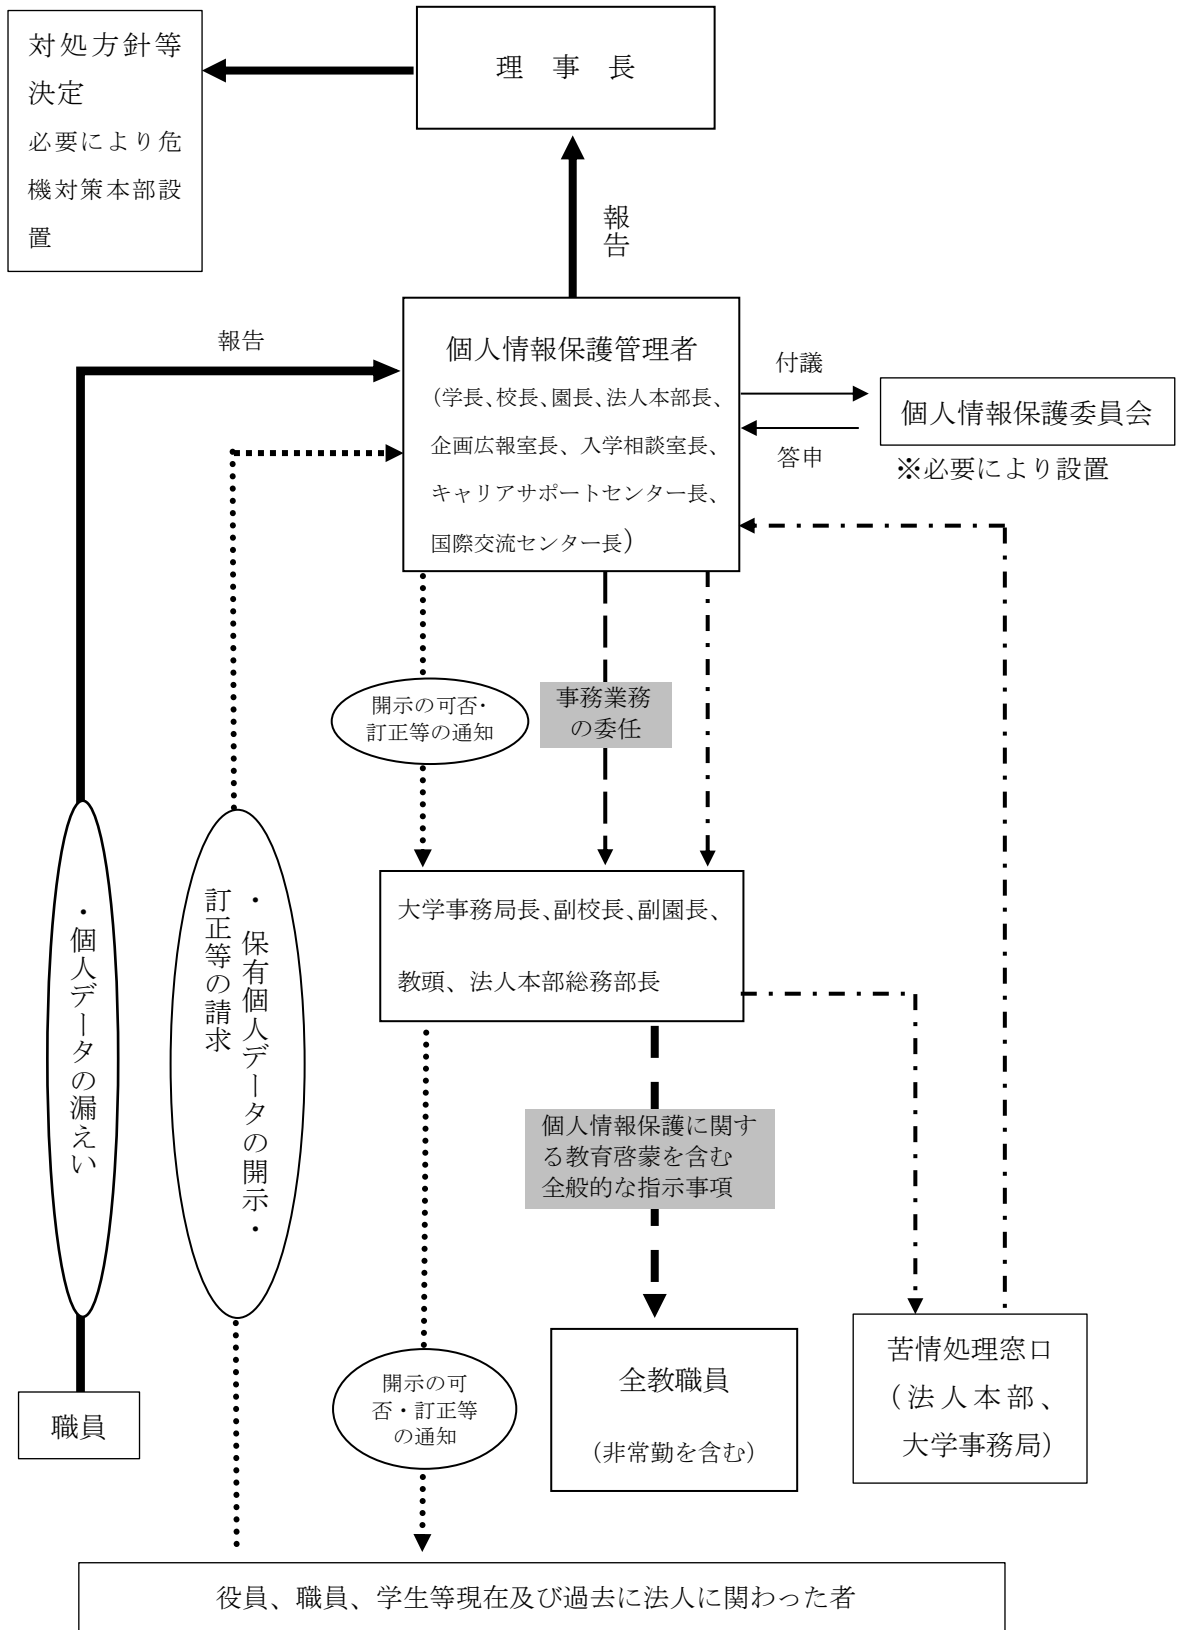 対処方針等
決定
必要により危
機対策本部設
置
理　事　長
報告
報告
個人情報保護管理者
(学長、校長、園長、法人本部長、
企画広報室長、入学相談室長、
キャリアサポートセンター長、
国際交流センター長)
付議
答申
個人情報保護委員会
※必要により設置
開示の可否・
訂正等の通知
事務業務
の委任
・個人データの漏えい
・保有個人データの開示・
訂正等の請求
大学事務局長、副校長、副園長、
教頭、法人本部総務部長
個人情報保護に関す
る教育啓蒙を含む
全般的な指示事項
職員
開示の可
否・訂正等
の通知
全教職員
(非常勤を含む)
苦情処理窓口
(法人本部、
大学事務局)
役員、職員、学生等現在及び過去に法人に関わった者